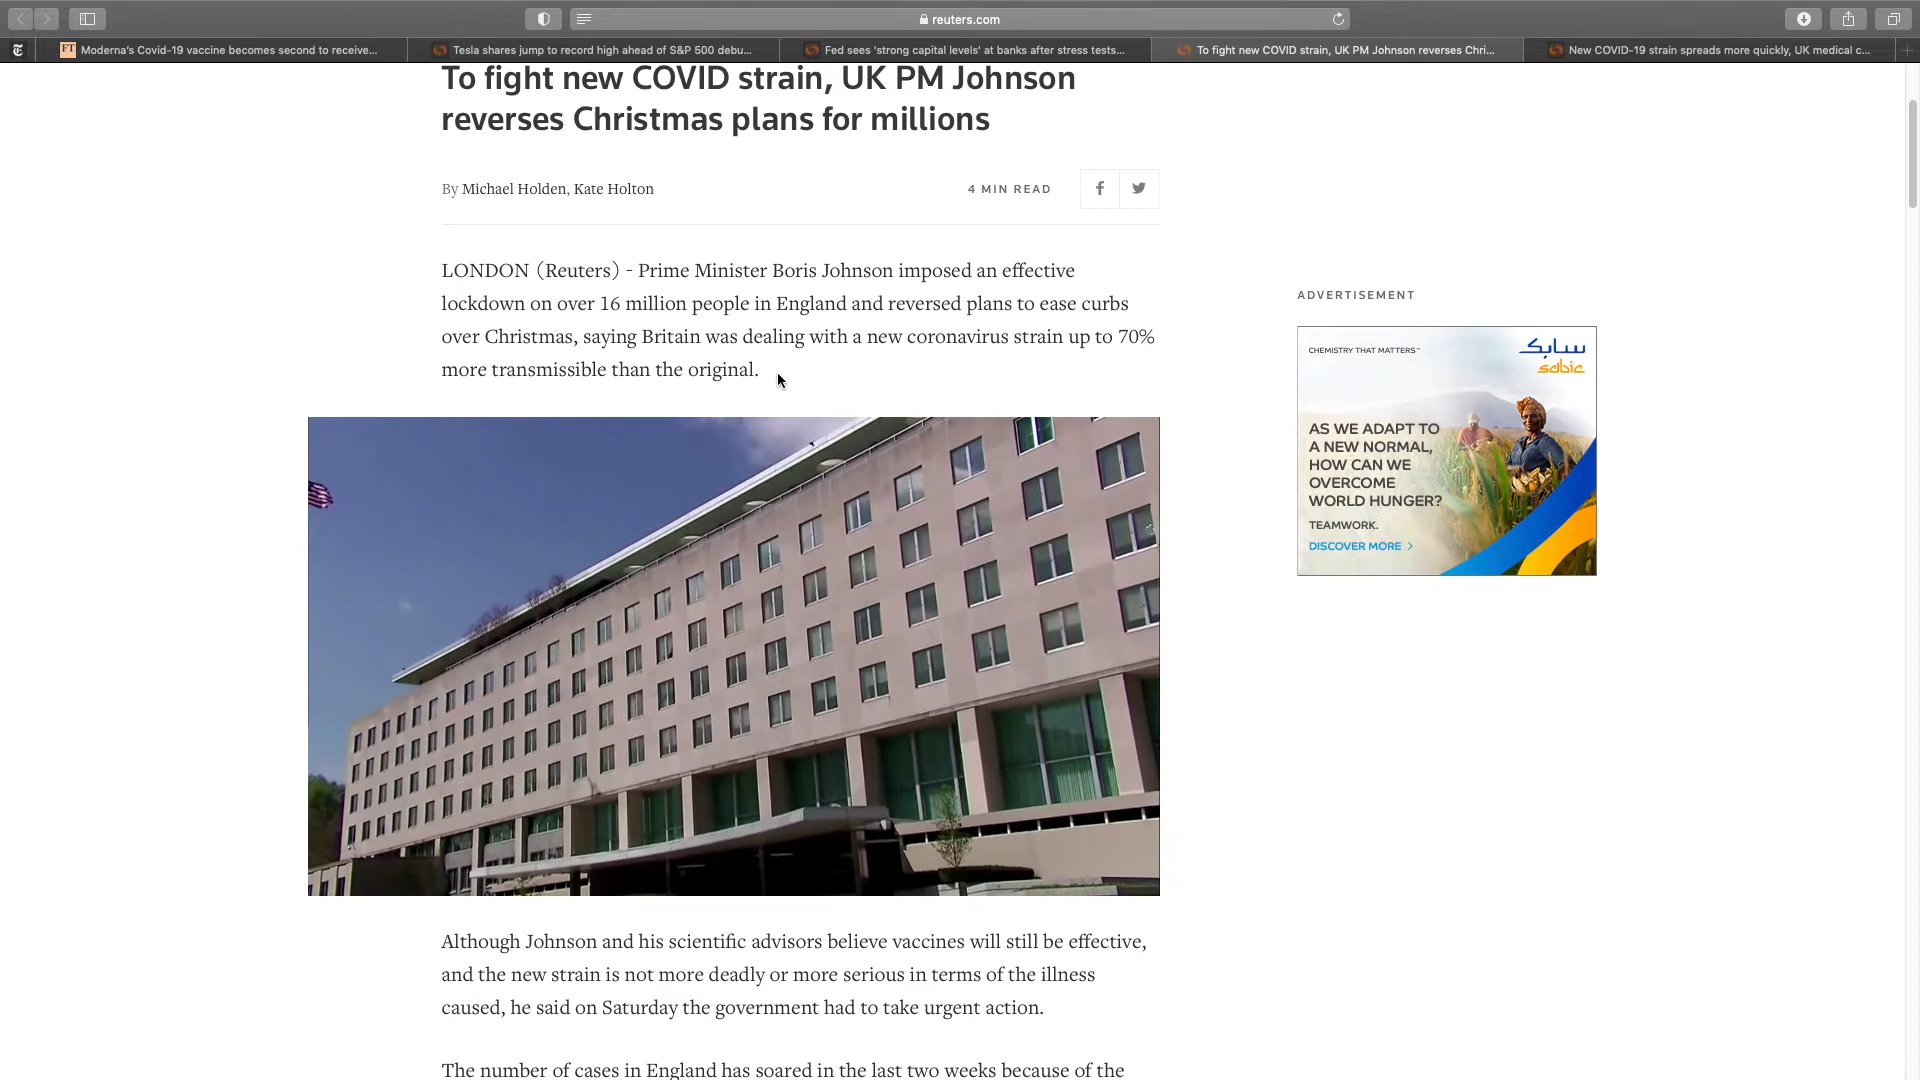 reuters.com
Moderna's Covid-19 vaccine becomes second to receive...
Tesla shares jump to record high ahead of S&P 500 debu...
Fed sees 'strong capital levels' at banks after stress tests...
To fight new COVID strain, UK PM Johnson reverses Chri...
New COVID-19 strain spreads more quickly, UK medical c...
To fight new COVID strain, UK PM Johnson
reverses Christmas plans for millions
By Michael Holden, Kate Holton
4 MIN READ
LONDON (Reuters) - Prime Minister Boris Johnson imposed an effective
lockdown on over 16 million people in England and reversed plans to ease curbs
over Christmas, saying Britain was dealing with a new coronavirus strain up to 70%
more transmissible than the original.
ADVERTISEMENT
CHEMISTRY THAT MATTERS™
سابك
sabic
AS WE ADAPT TO
A NEW NORMAL,
HOW CAN WE
OVERCOME
WORLD HUNGER?
TEAMWORK.
DISCOVER MORE >
Although Johnson and his scientific advisors believe vaccines will still be effective,
and the new strain is not more deadly or more serious in terms of the illness
caused, he said on Saturday the government had to take urgent action.
The number of cases in England has soared in the last two weeks because of the